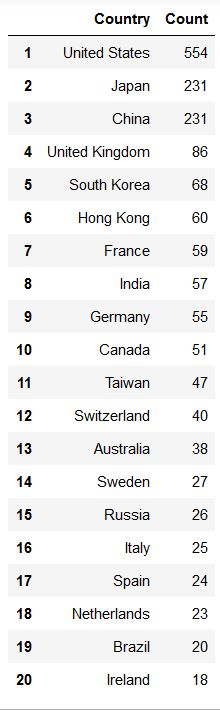 Country Count
1 United States 554
2 Japan 231
3 China 231
4 United Kingdom 86
5 South Korea 68
6 Hong Kong 60
7 France 59
8 India 57
9 Germany 55
10 Canada 51
11 Taiwan 47
12 Switzerland 40
13 Australia 38
14 Sweden 27
15 Russia 26
16 Italy 25
17 Spain 24
18 Netherlands 23
19 Brazil 20
20 Ireland 18